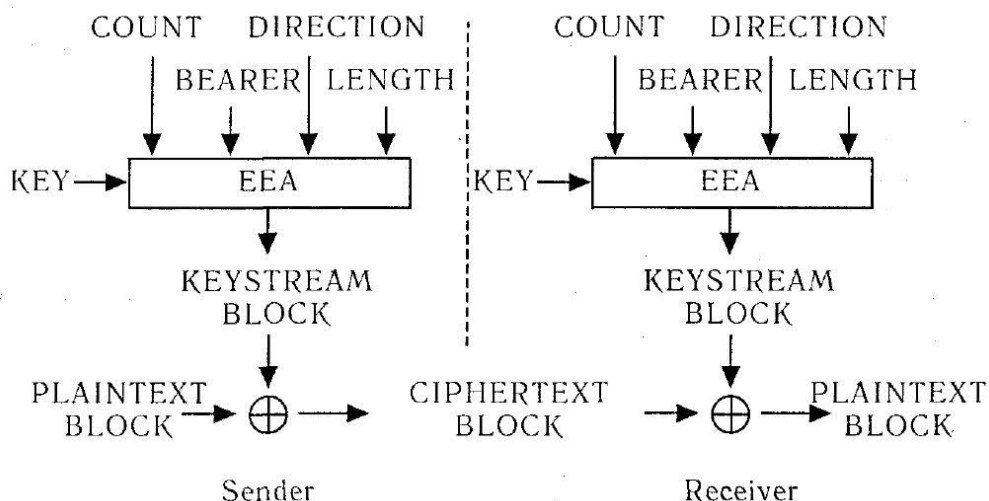 COUNT DIRECTION COUNT DIRECTION
BEARER LENGTH BEARER LENGTH
KEY EEA KEY EEA
KEYSTREAM KEYSTREAM
BLOCK BLOCK
PLAINTEXT CIPHERTEXT PLAINTEXT
BLOCK BLOCK BLOCK
Sender Receiver